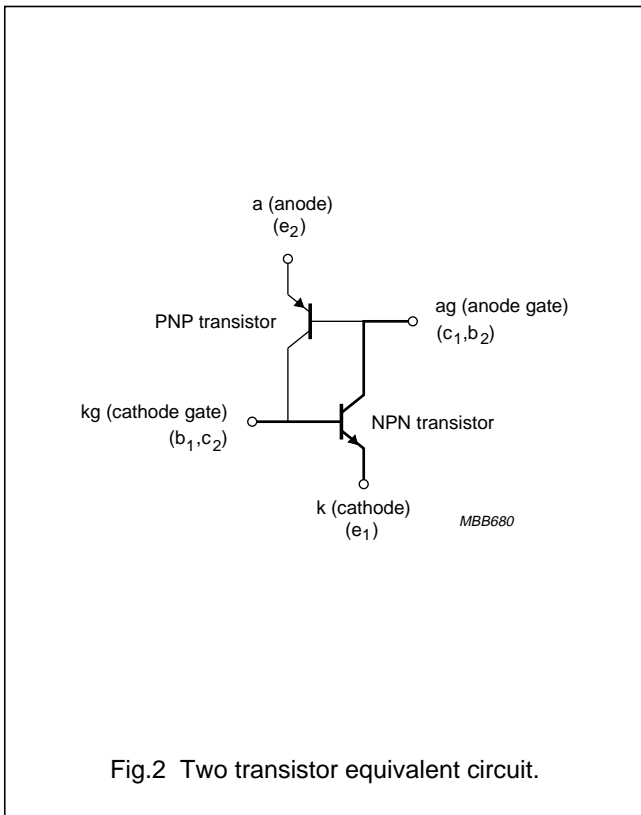 a (anode)
(e2)
PNP transistor
ag (anode gate)
(c1,b2)
kg (cathode gate)
(b1,c2)
NPN transistor
k (cathode)
(e1)
MBB680
Fig.2 Two transistor equivalent circuit.